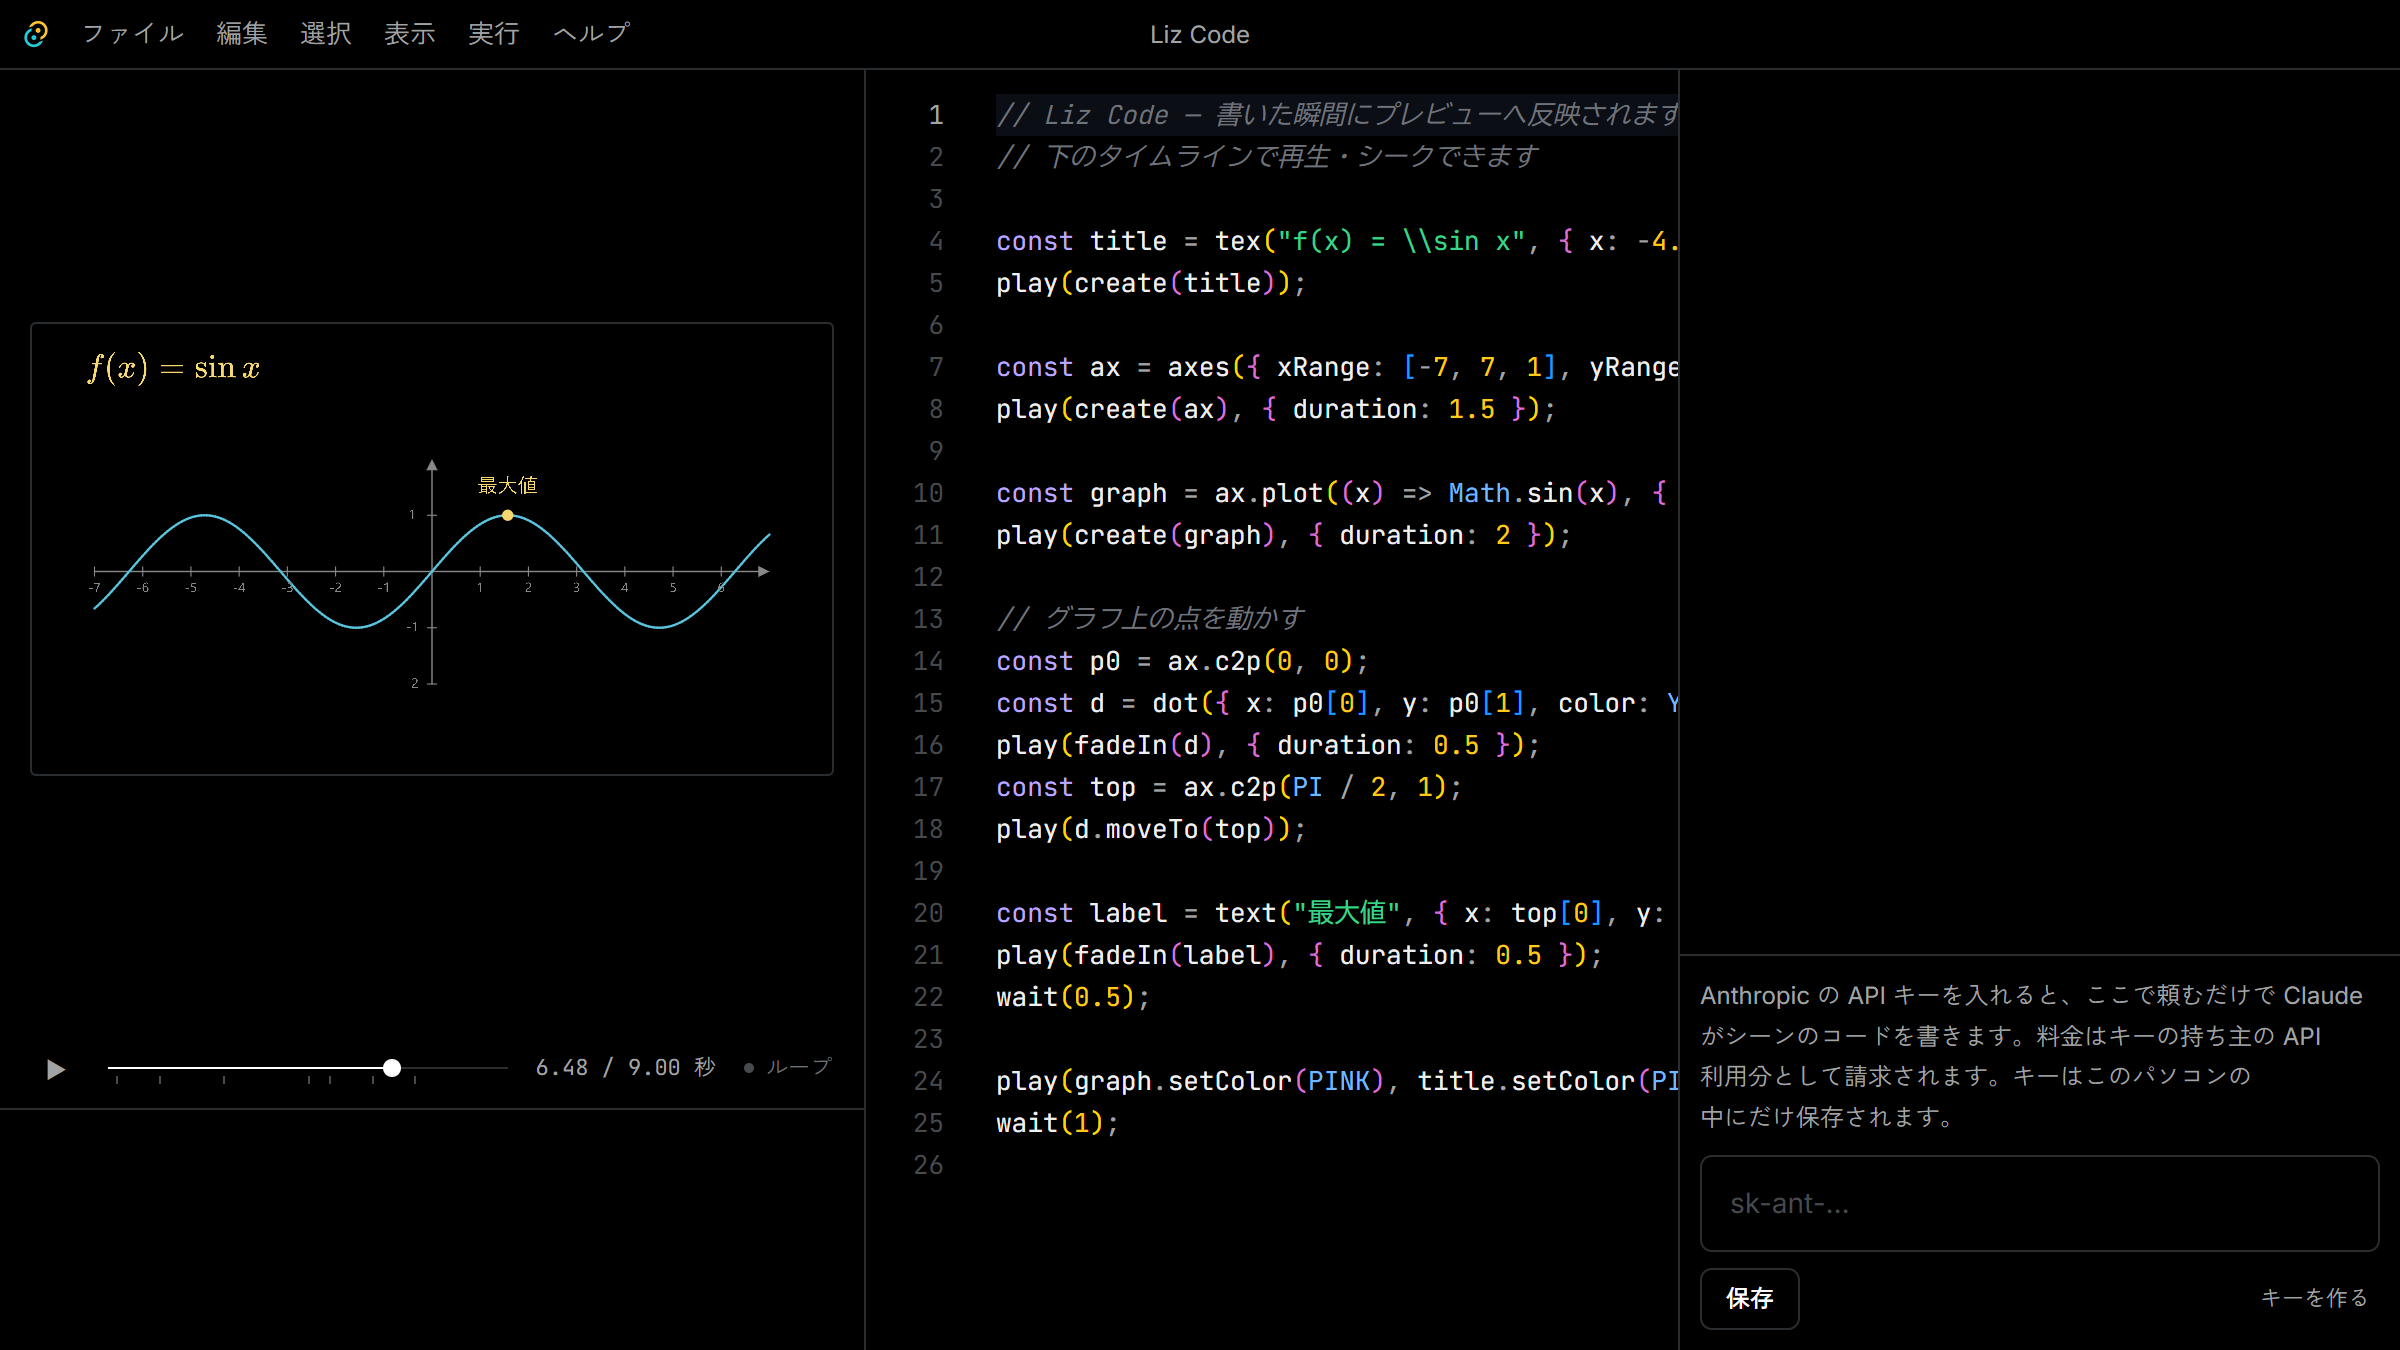 ファイル 編集 選択 表示 実行 ヘルプ Liz Code
f(x) = sin x
最大値
1
-7 -6 -5 -4 -3 -2 -1 1 2 3 4 5 6
-1
2
6.48 / 9.00 秒 ループ
1 // Liz Code — 書いた瞬間にプレビューへ反映されます
2 // 下のタイムラインで再生・シークできます
3
4 const title = tex("f(x) = \\sin x", { x: -4.
5 play(create(title));
6
7 const ax = axes({ xRange: [-7, 7, 1], yRange
8 play(create(ax), { duration: 1.5 });
9
10 const graph = ax.plot((x) => Math.sin(x), {
11 play(create(graph), { duration: 2 });
12
13 // グラフ上の点を動かす
14 const p0 = ax.c2p(0, 0);
15 const d = dot({ x: p0[0], y: p0[1], color: Y
16 play(fadeIn(d), { duration: 0.5 });
17 const top = ax.c2p(PI / 2, 1);
18 play(d.moveTo(top));
19
20 const label = text("最大値", { x: top[0], y:
21 play(fadeIn(label), { duration: 0.5 });
22 wait(0.5);
23
24 play(graph.setColor(PINK), title.setColor(PI
25 wait(1);
26
Anthropic の API キーを入れると、ここで頼むだけで Claude
がシーンのコードを書きます。料金はキーの持ち主の API
利用分として請求されます。キーはこのパソコンの
中にだけ保存されます。
sk-ant-...
保存 キーを作る